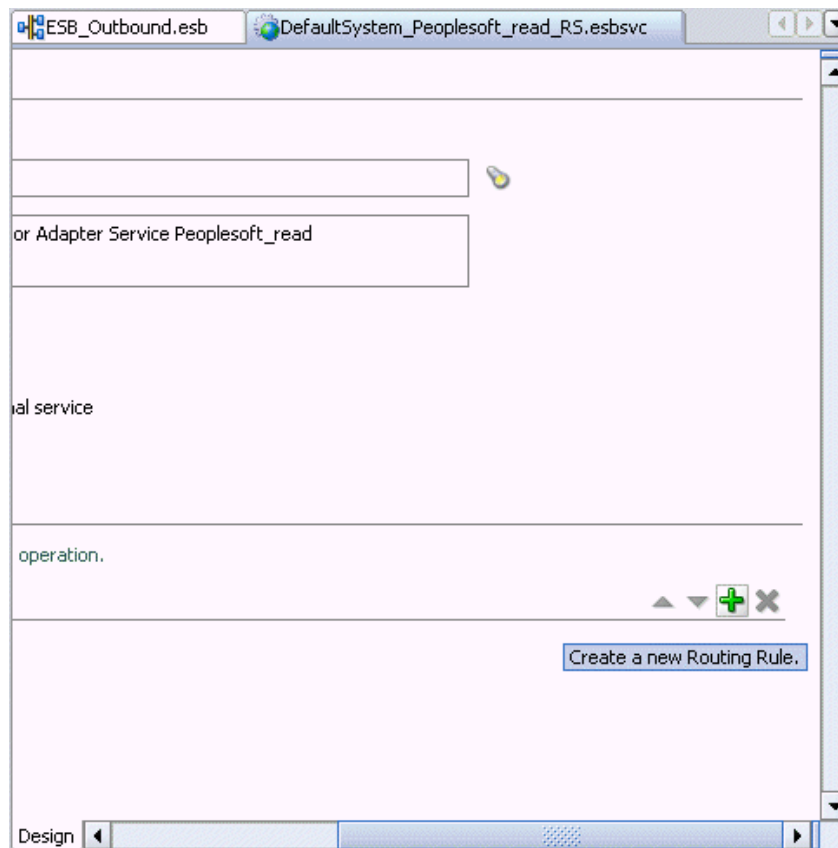 ESB_Outbound.esb
DefaultSystem_Peoplesoft_read_RS.esbsvc
or Adapter Service Peoplesoft_read
al service
operation.
Create a new Routing Rule.
Design